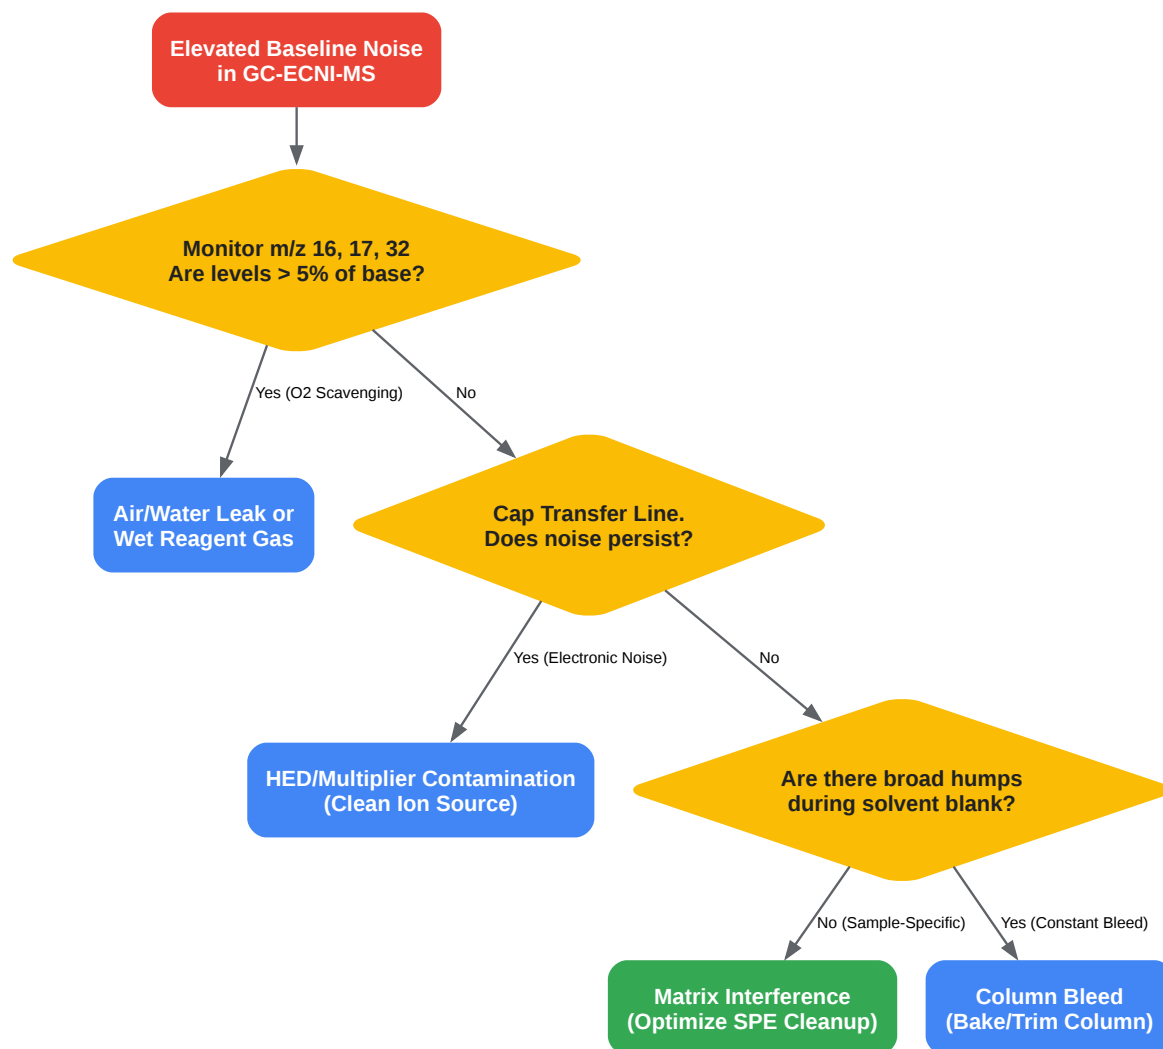 Elevated Baseline Noise
in GC-ECNI-MS
Monitor m/z 16, 17, 32
Are levels > 5% of base?
Yes (O2 Scavenging)
No
Air/Water Leak or
Wet Reagent Gas
Cap Transfer Line.
Does noise persist?
Yes (Electronic Noise)
No
HED/Multiplier Contamination
(Clean Ion Source)
Are there broad humps
during solvent blank?
No (Sample-Specific)
Yes (Constant Bleed)
Matrix Interference
(Optimize SPE Cleanup)
Column Bleed
(Bake/Trim Column)